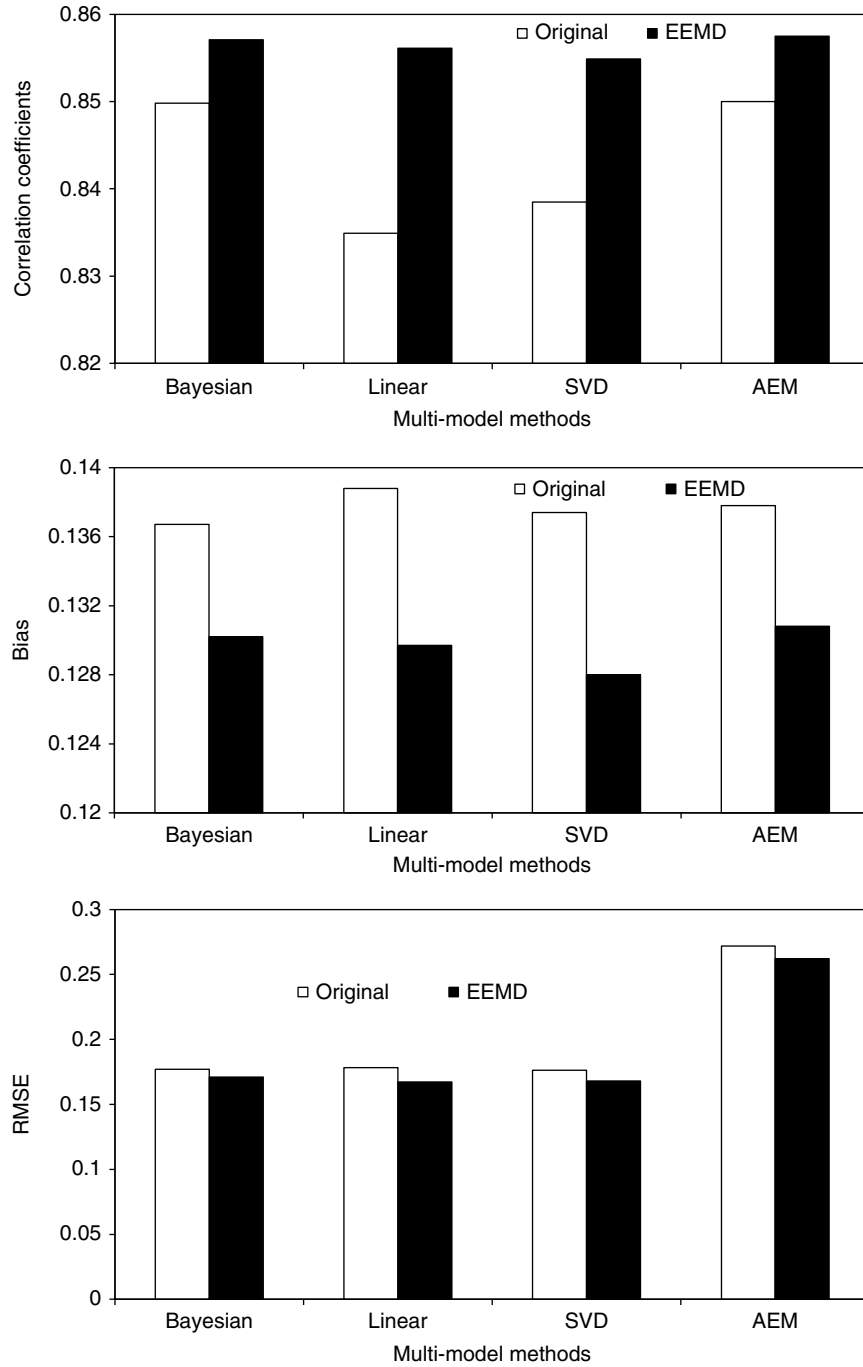 0.86
Original
EEMD
0.85
0.84
0.83
0.82
Correlation coefficients
Bayesian
Linear
SVD
AEM
Multi-model methods
0.14
Original
EEMD
0.136
0.132
0.128
0.124
0.12
Bias
Bayesian
Linear
SVD
AEM
Multi-model methods
0.3
0.25
Original
EEMD
0.2
0.15
0.1
0.05
0
RMSE
Bayesian
Linear
SVD
AEM
Multi-model methods